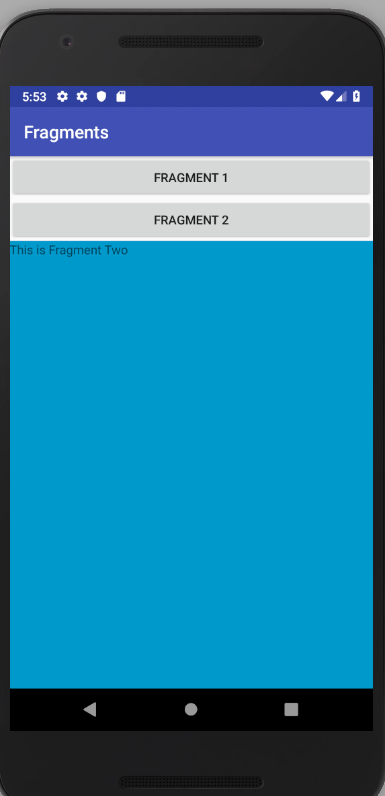 5:53
Fragments
FRAGMENT 1
FRAGMENT 2
This is Fragment Two